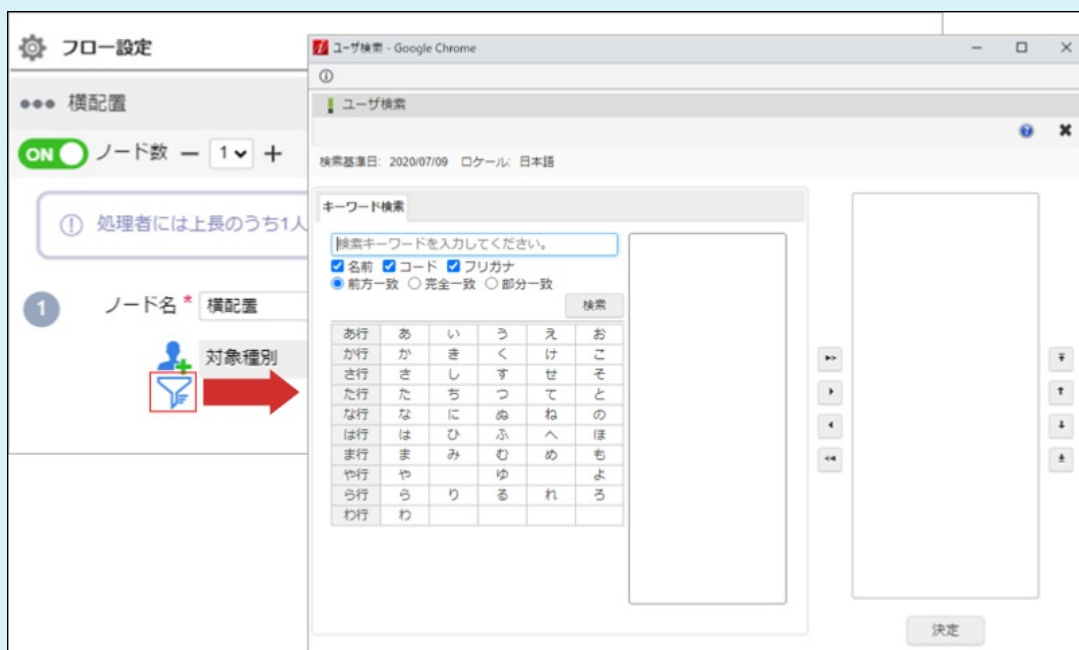 フロー設定
横配置
ON ノード数 － 1 ＋
処理者には上長のうち1人
1 ノード名 * 横配置
対象種別
ユーザ検索 - Google Chrome
ユーザ検索
検索基準日: 2020/07/09 ロケール: 日本語
キーワード検索
検索キーワードを入力してください。
名前 コード フリガナ
前方一致 完全一致 部分一致
検索
あ行 あ い う え お
か行 か き く け こ
さ行 さ し す せ そ
た行 た ち つ て と
な行 な に ぬ ね の
は行 は ひ ふ へ ほ
ま行 ま み む め も
や行 や ゆ よ
ら行 ら り る れ ろ
わ行 わ
決定